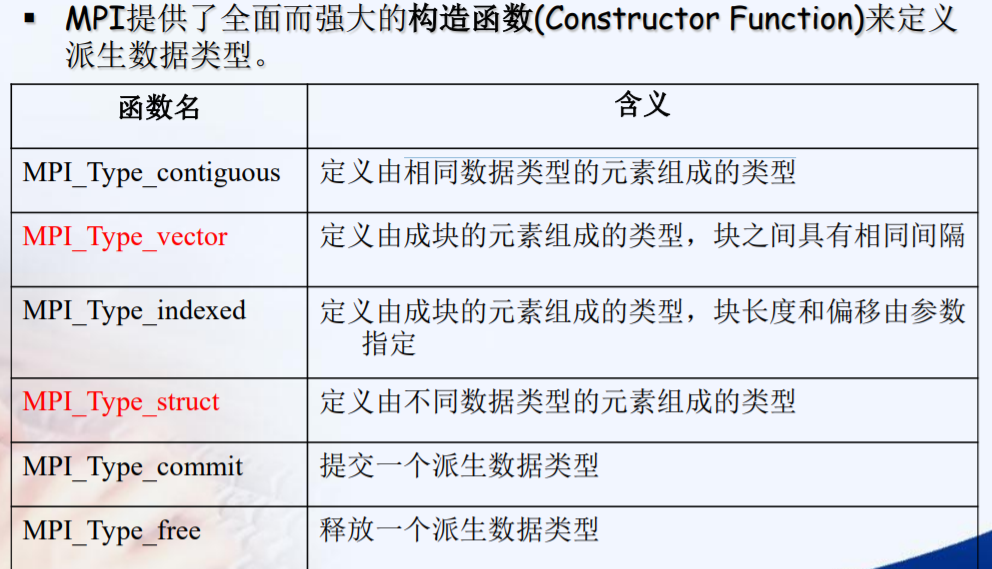 ▪ MPI提供了全面而强大的构造函数(Constructor Function)来定义
派生数据类型。
函数名 含义
MPI_Type_contiguous 定义由相同数据类型的元素组成的类型
MPI_Type_vector 定义由成块的元素组成的类型，块之间具有相同间隔
MPI_Type_indexed 定义由成块的元素组成的类型，块长度和偏移由参数
指定
MPI_Type_struct 定义由不同数据类型的元素组成的类型
MPI_Type_commit 提交一个派生数据类型
MPI_Type_free 释放一个派生数据类型